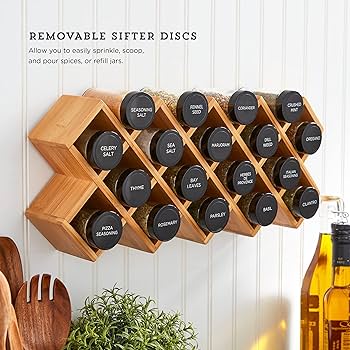 REMOVABLE SIFTER DISCS
Allow you to easily sprinkle, scoop,
and pour spices, or refill jars.
SEASONING
SALT
FENNEL
SEED
CORIANDER
CRUSHED
MINT
CELERY
SALT
SEA
SALT
MARJORAM
DILL
WEED
OREGANO
THYME
BAY
LEAVES
HERBES
DE
PROVENCE
ITALIAN
SEASONING
PIZZA
SEASONING
ROSEMARY
PARSLEY
BASIL
CILANTRO